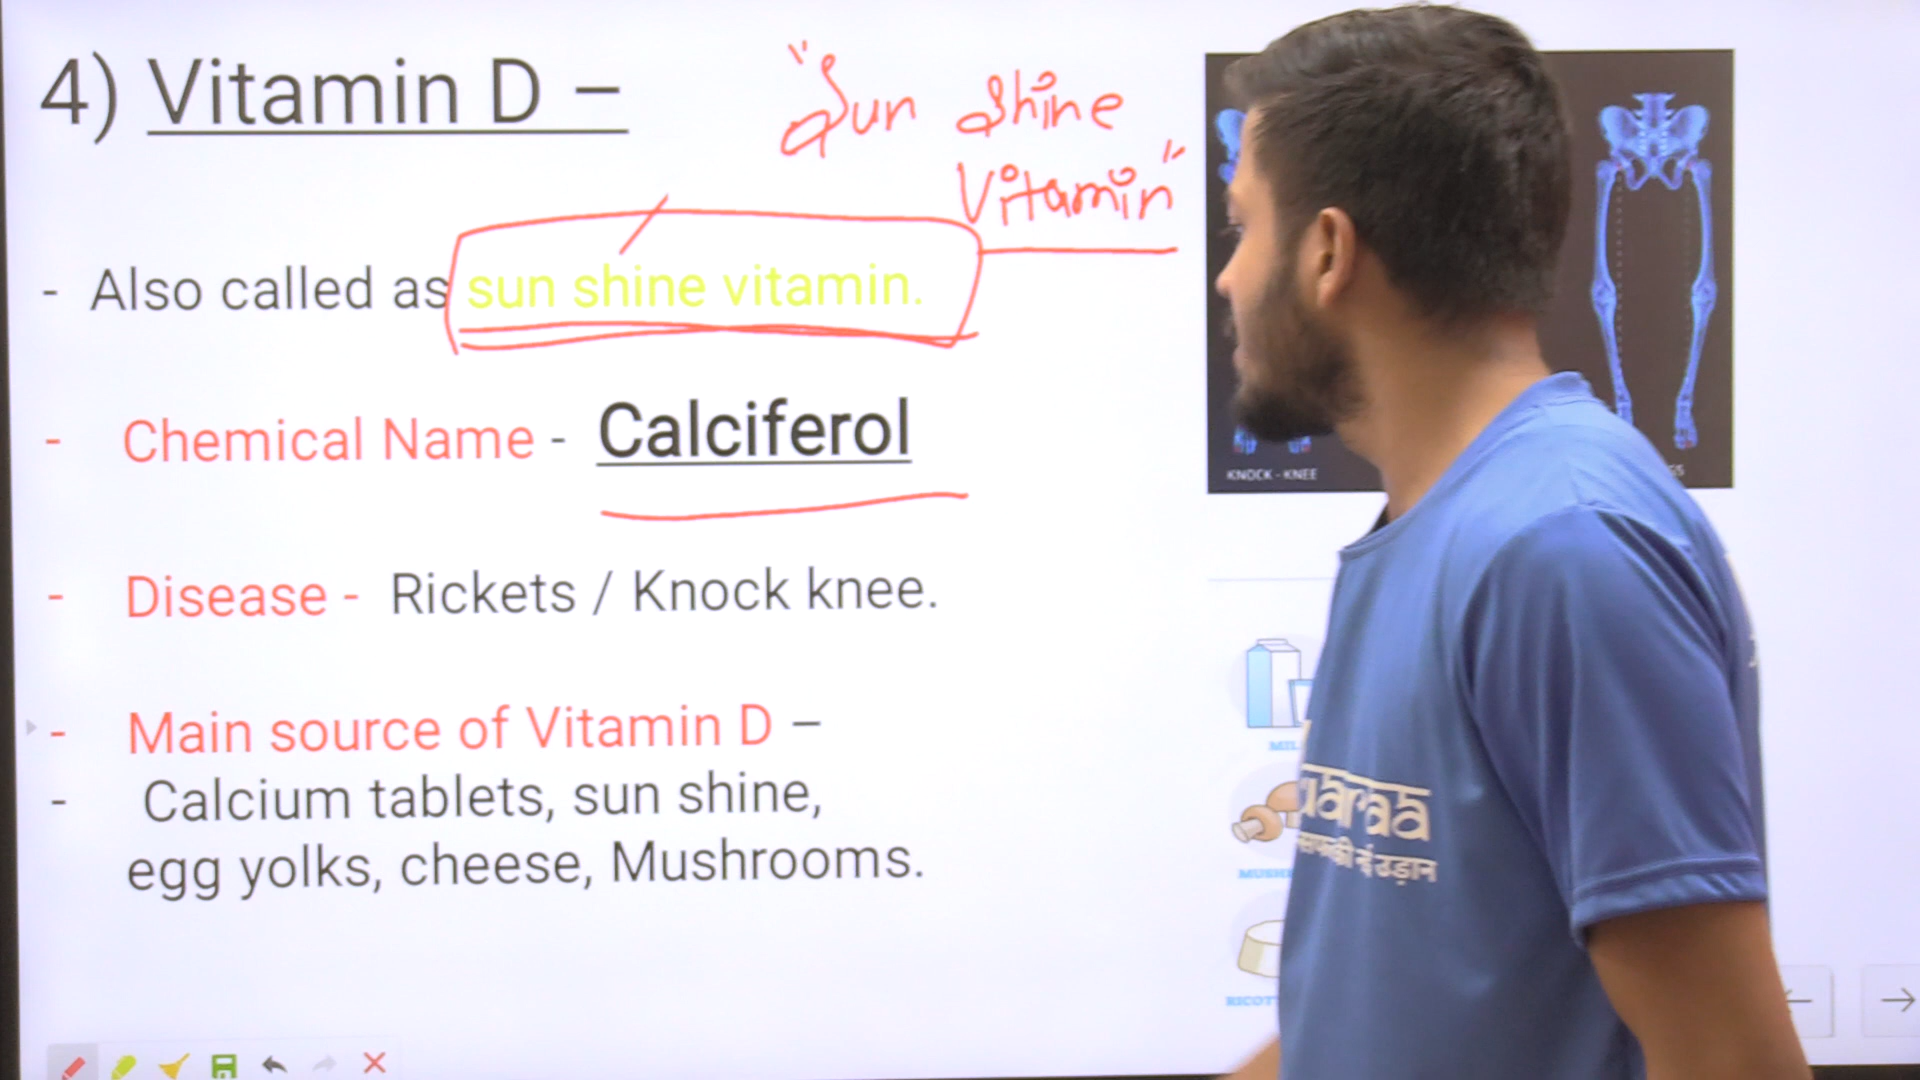 4) Vitamin D –
"Sun Shine
Vitamin"
- Also called as sun shine vitamin.
- Chemical Name - Calciferol
- Disease - Rickets / Knock knee.
- Main source of Vitamin D –
- Calcium tablets, sun shine,
egg yolks, cheese, Mushrooms.
KNOCK - KNEE